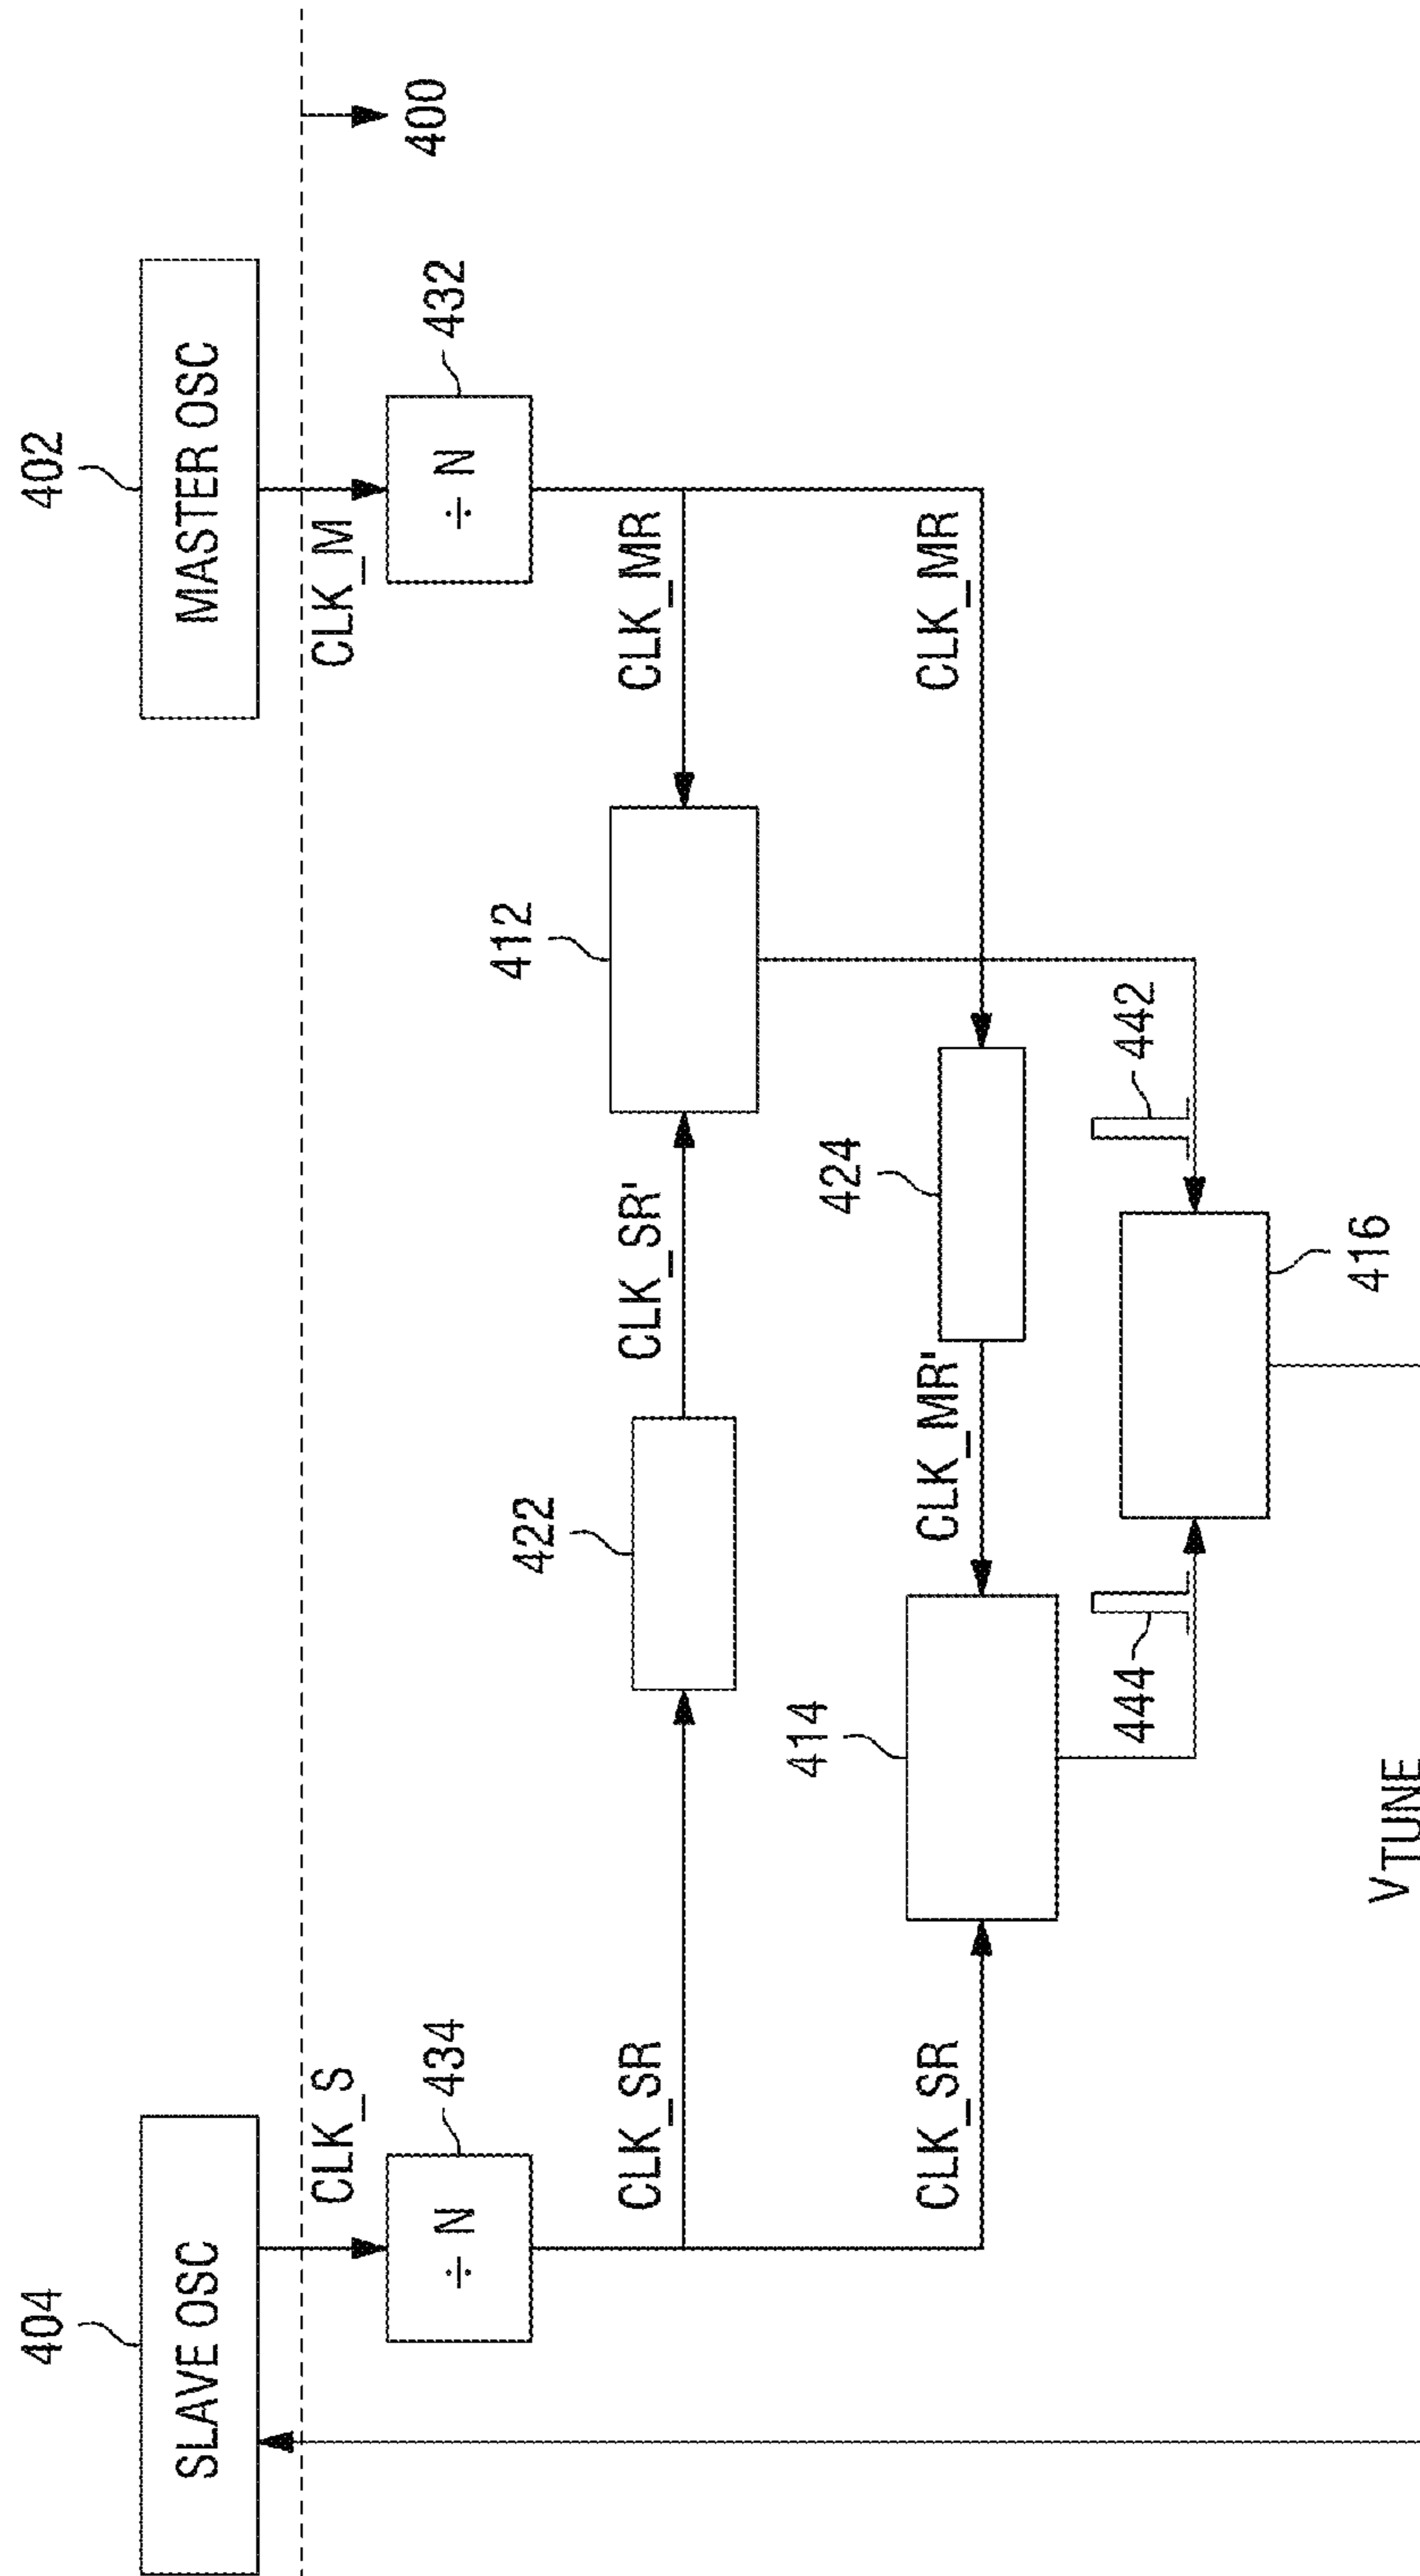 404
402
SLAVE OSC
MASTER OSC
CLK_S
CLK_M
400
434
÷ N
÷ N
432
CLK_SR
422
CLK_SR'
412
CLK_MR
CLK_SR
414
CLK_MR'
424
CLK_MR
444
442
416
VTUNE